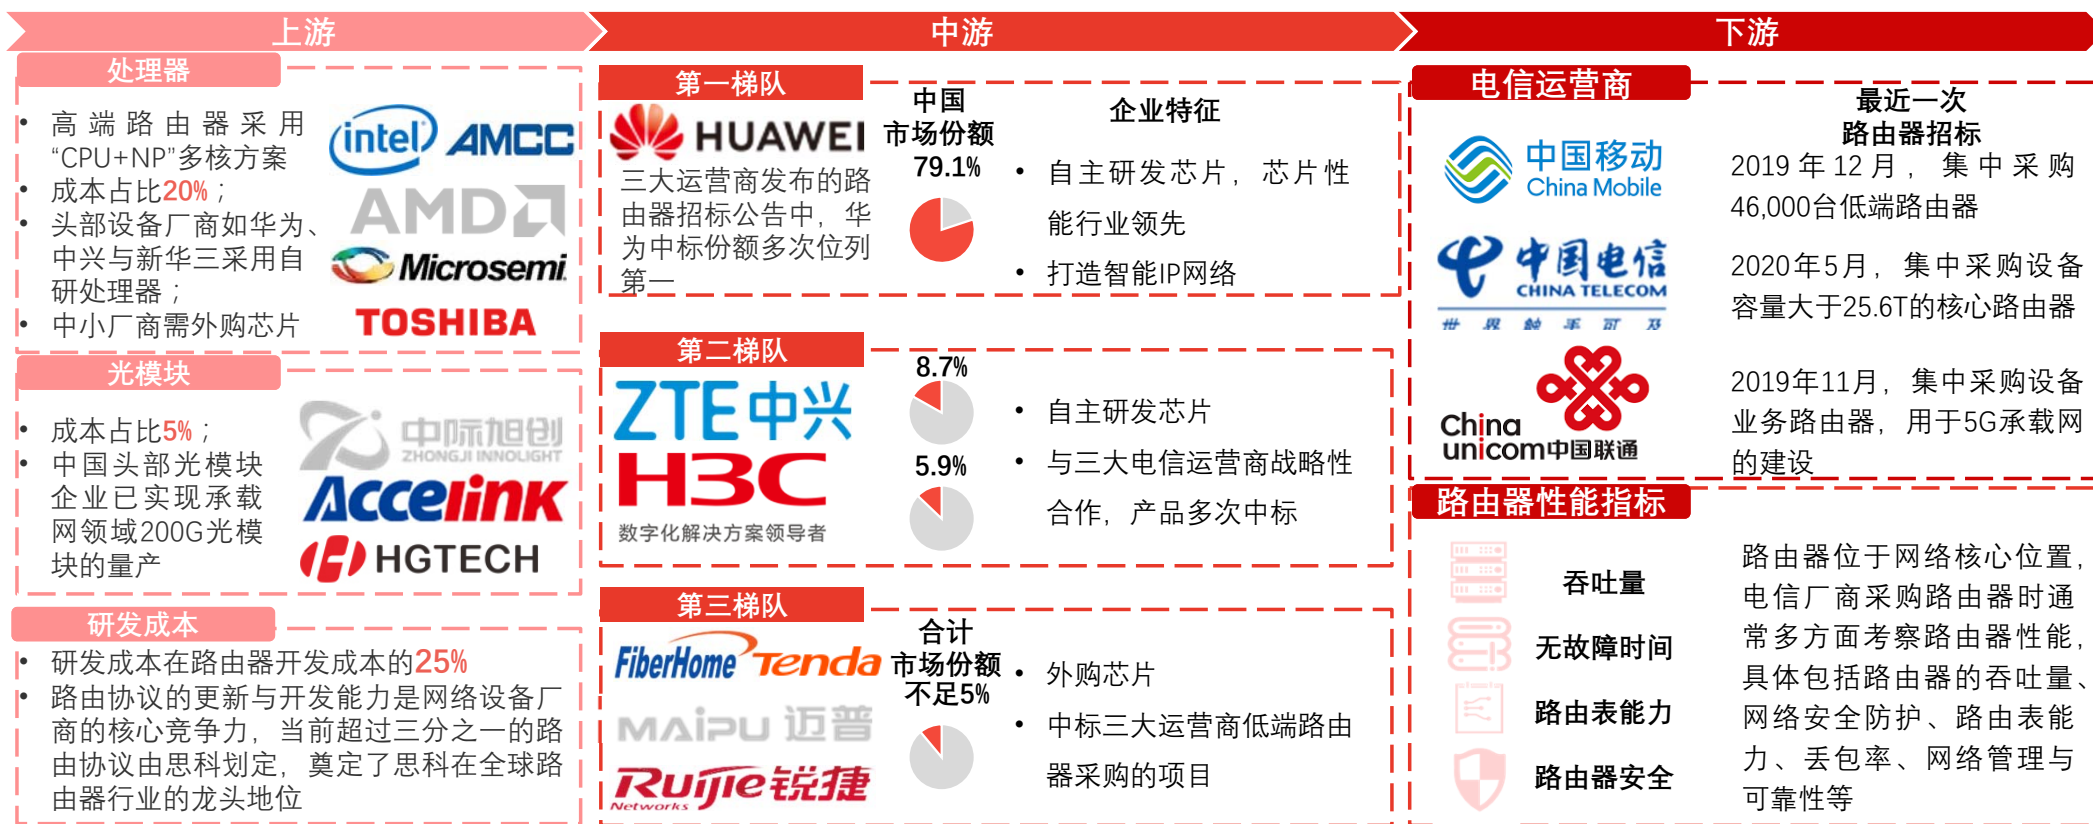 上游
处理器
• 高端路由器采用
“CPU+NP”多核方案
• 成本占比20%；
• 头部设备厂商如华为、
中兴与新华三采用自
研处理器；
• 中小厂商需外购芯片
intel
AMCC
AMD
Microsemi
TOSHIBA
光模块
• 成本占比5%；
• 中国头部光模块
企业已实现承载
网领域200G光模
块的量产
中际旭创
ZHONGJI INNOLIGHT
Accelink
HGTECH
研发成本
• 研发成本在路由器开发成本的25%
• 路由协议的更新与开发能力是网络设备厂
商的核心竞争力，当前超过三分之一的路
由协议由思科划定，奠定了思科在全球路
由器行业的龙头地位
中游
第一梯队
HUAWEI
三大运营商发布的路
由器招标公告中，华
为中标份额多次位列
第一
中国
市场份额
79.1%
企业特征
• 自主研发芯片，芯片性
能行业领先
• 打造智能IP网络
第二梯队
ZTE中兴
H3C
数字化解决方案领导者
8.7%
5.9%
• 自主研发芯片
• 与三大电信运营商战略性
合作，产品多次中标
第三梯队
FiberHome
Tenda
MAIPU 迈普
Ruijie锐捷
Networks
合计
市场份额
不足5%
• 外购芯片
• 中标三大运营商低端路由
器采购的项目
下游
电信运营商
最近一次
路由器招标
中国移动
China Mobile
2019年12月，集中采购
46,000台低端路由器
中国电信
CHINA TELECOM
世界触手可及
2020年5月，集中采购设备
容量大于25.6T的核心路由器
China
unicom中国联通
2019年11月，集中采购设备
业务路由器，用于5G承载网
的建设
路由器性能指标
吞吐量
无故障时间
路由表能力
路由器安全
路由器位于网络核心位置，
电信厂商采购路由器时通
常多方面考察路由器性能，
具体包括路由器的吞吐量、
网络安全防护、路由表能
力、丢包率、网络管理与
可靠性等